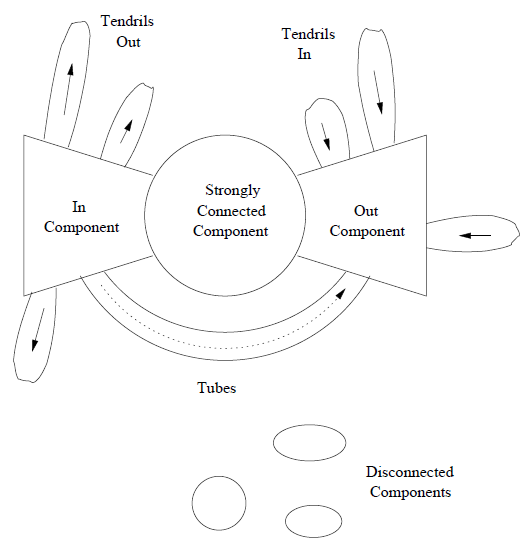 Tendrils
Out
Tendrils
In
In
Component
Strongly
Connected
Component
Out
Component
Tubes
Disconnected
Components